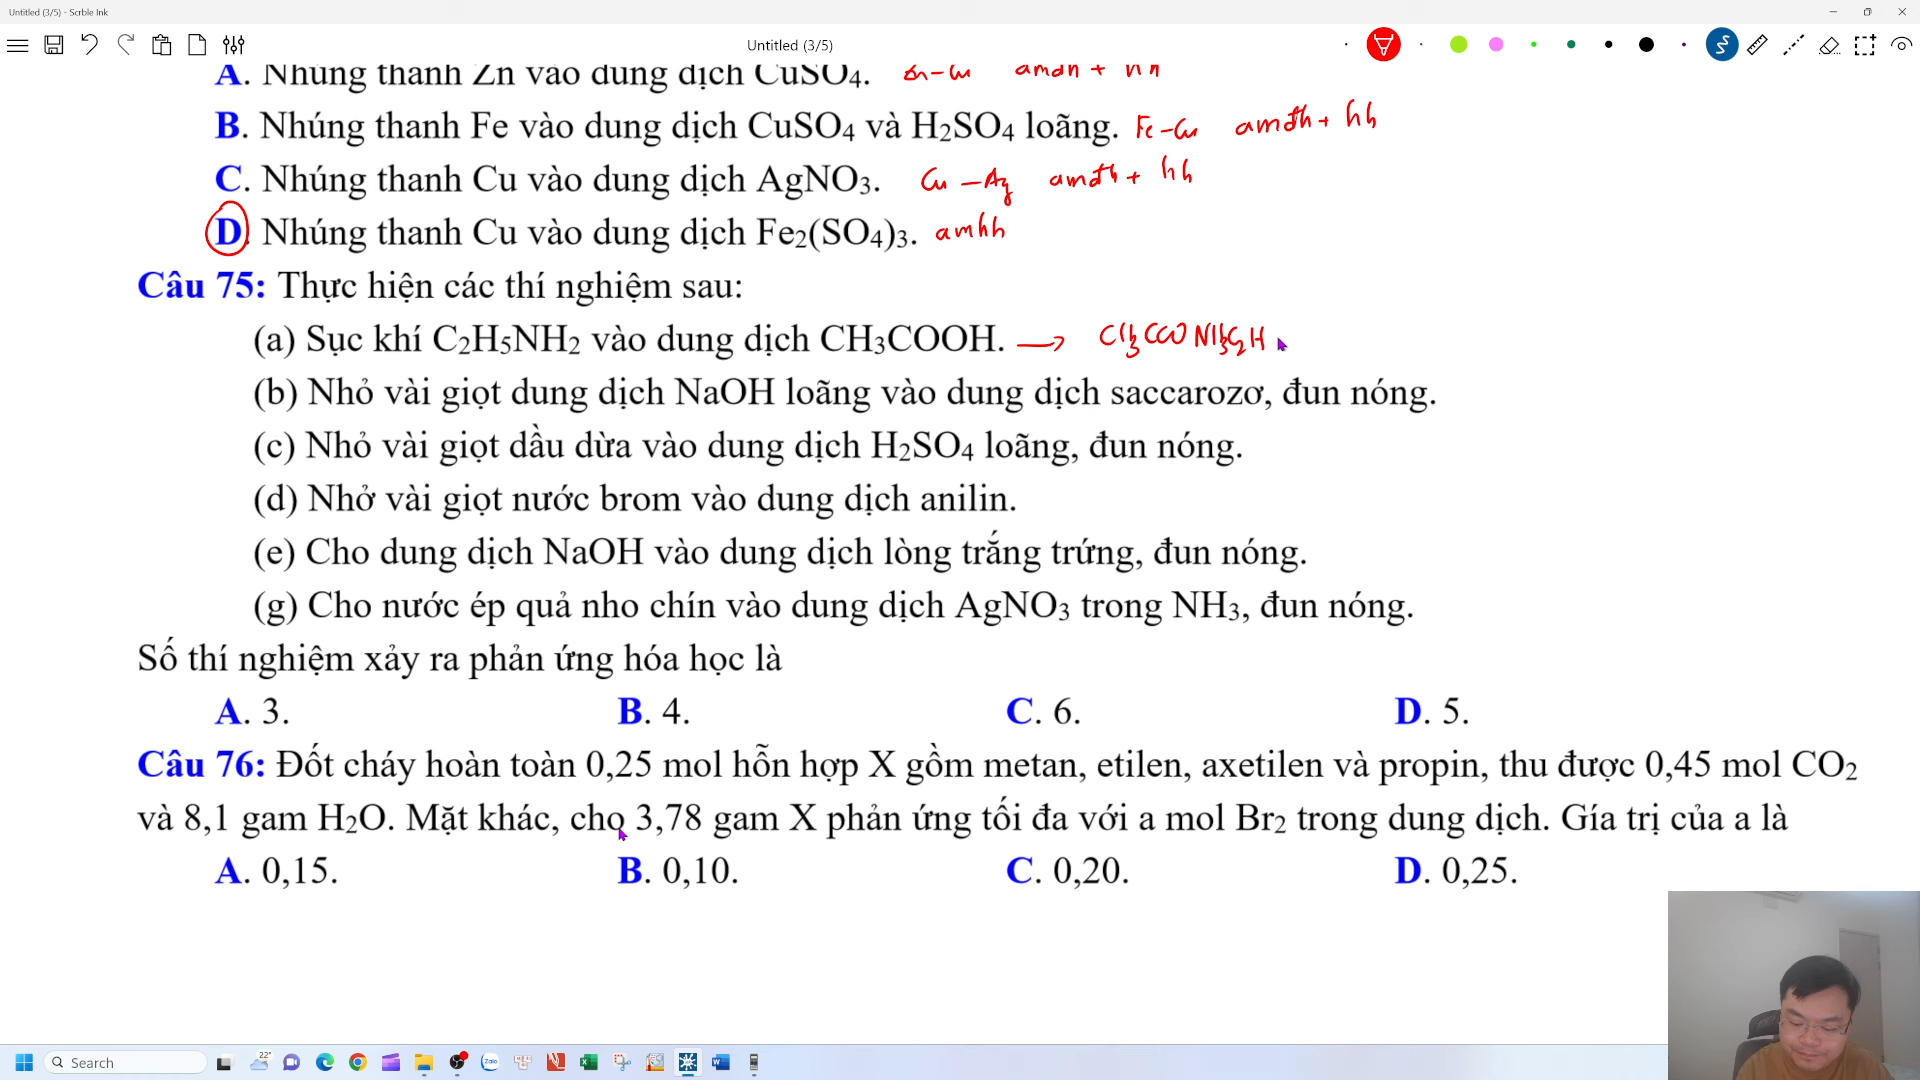 Untitled (3/5) - Scrble Ink
Untitled (3/5)
A. Nhúng thanh Zn vào dung dịch CuSO4. Zn-Cu amđh + hh
B. Nhúng thanh Fe vào dung dịch CuSO4 và H2SO4 loãng. Fe-Cu amđh + hh
C. Nhúng thanh Cu vào dung dịch AgNO3. Cu-Ag amđh + hh
D. Nhúng thanh Cu vào dung dịch Fe2(SO4)3. amhh
Câu 75: Thực hiện các thí nghiệm sau:
(a) Sục khí C2H5NH2 vào dung dịch CH3COOH. → CH3COONH3C2H
(b) Nhỏ vài giọt dung dịch NaOH loãng vào dung dịch saccarozơ, đun nóng.
(c) Nhỏ vài giọt dầu dừa vào dung dịch H2SO4 loãng, đun nóng.
(d) Nhở vài giọt nước brom vào dung dịch anilin.
(e) Cho dung dịch NaOH vào dung dịch lòng trắng trứng, đun nóng.
(g) Cho nước ép quả nho chín vào dung dịch AgNO3 trong NH3, đun nóng.
Số thí nghiệm xảy ra phản ứng hóa học là
A. 3. B. 4. C. 6. D. 5.
Câu 76: Đốt cháy hoàn toàn 0,25 mol hỗn hợp X gồm metan, etilen, axetilen và propin, thu được 0,45 mol CO2
và 8,1 gam H2O. Mặt khác, cho 3,78 gam X phản ứng tối đa với a mol Br2 trong dung dịch. Gía trị của a là
A. 0,15. B. 0,10. C. 0,20. D. 0,25.
Search
22°
Zalo